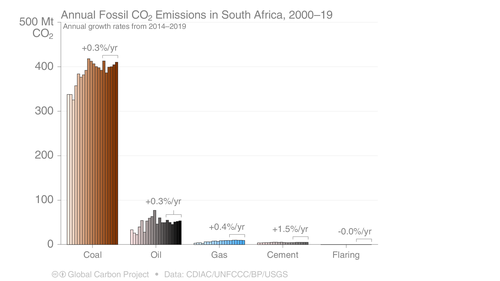 Annual Fossil CO₂ Emissions in South Africa, 2000–19
Annual growth rates from 2014–2019
500 Mt
CO₂
400
300
200
100
0
+0.3%/yr
+0.3%/yr
+0.4%/yr
+1.5%/yr
-0.0%/yr
Coal
Oil
Gas
Cement
Flaring
Global Carbon Project • Data: CDIAC/UNFCCC/BP/USGS